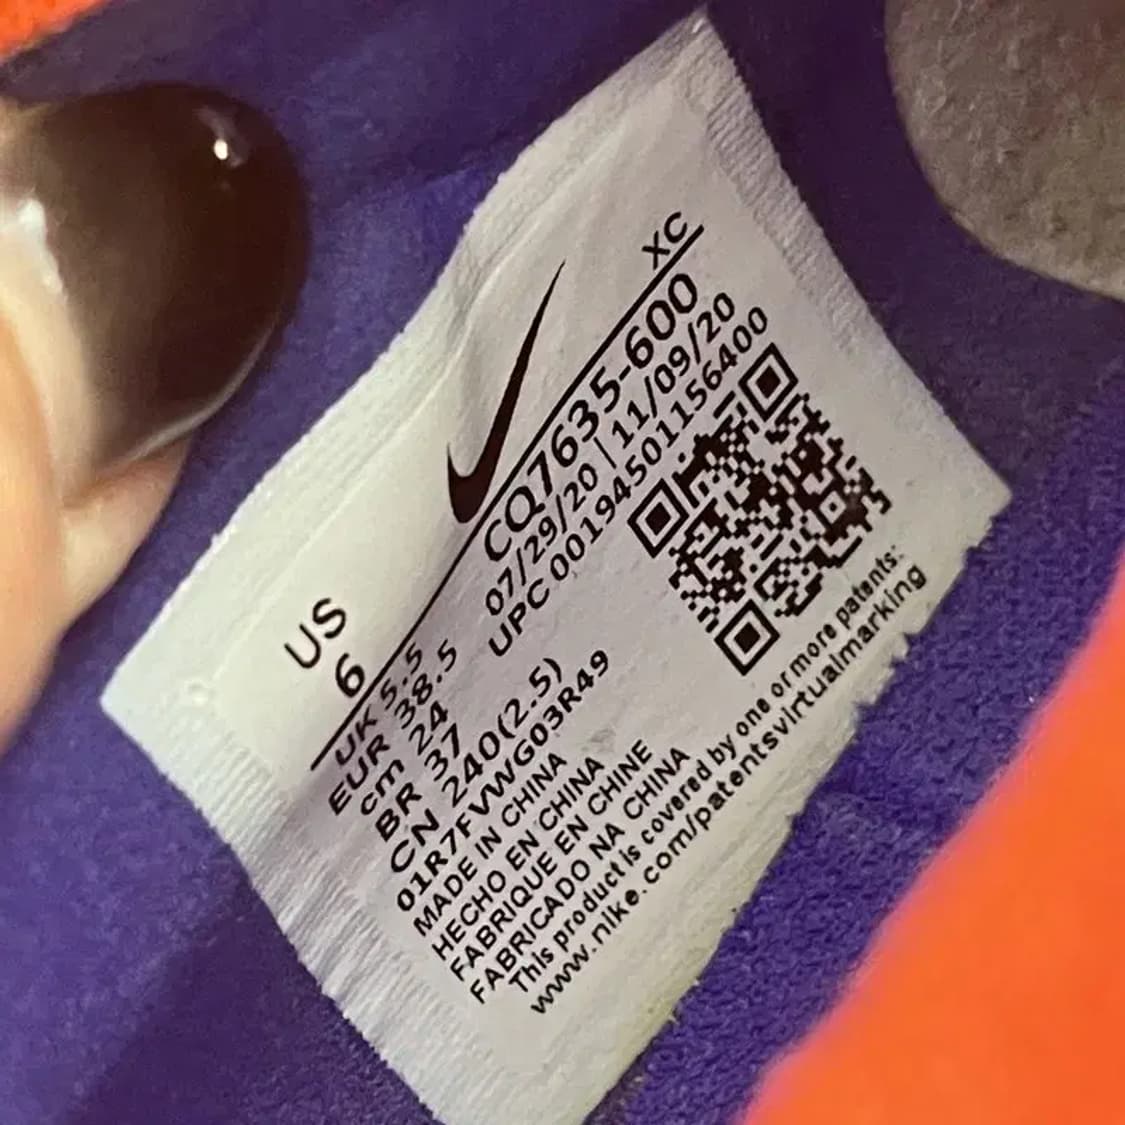 XC
US 6
CQ7635-600
07/29/20 | 11/09/20
UPC 00194501156400
UK 5.5
EUR 38.5
cm 24
BR 37
CN 240(2.5)
01R7FVWG03R49
MADE IN CHINA
HECHO EN CHINA
FABRIQUE EN CHINE
FABRICADO NA CHINA
This product is covered by one or more patents:
www.nike.com/patentsvirtualmarking